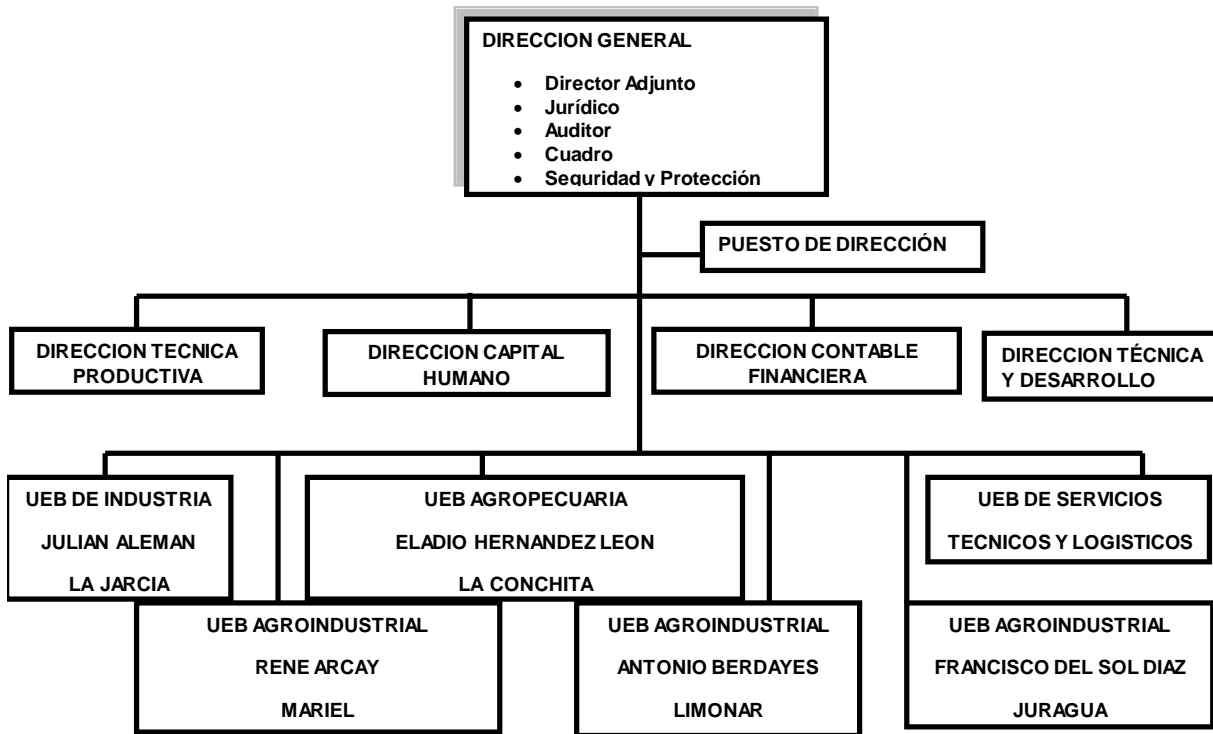 DIRECCION GENERAL
• Director Adjunto
• Jurídico
• Auditor
• Cuadro
• Seguridad y Protección
PUESTO DE DIRECCIÓN
DIRECCION TECNICA
PRODUCTIVA
DIRECCION CAPITAL
HUMANO
DIRECCION CONTABLE
FINANCIERA
DIRECCION TÉCNICA
Y DESARROLLO
UEB DE INDUSTRIA
JULIAN ALEMAN
LA JARCIA
UEB AGROPECUARIA
ELADIO HERNANDEZ LEON
LA CONCHITA
UEB DE SERVICIOS
TECNICOS Y LOGISTICOS
UEB AGROINDUSTRIAL
RENE ARCAY
MARIEL
UEB AGROINDUSTRIAL
ANTONIO BERDAYES
LIMONAR
UEB AGROINDUSTRIAL
FRANCISCO DEL SOL DIAZ
JURAGUA